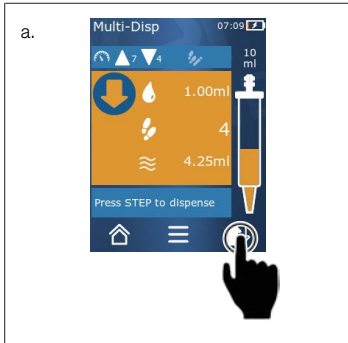 a.
Multi-Disp 07:09
7 4 10
ml
1.00ml
4
4.25ml
Press STEP to dispense